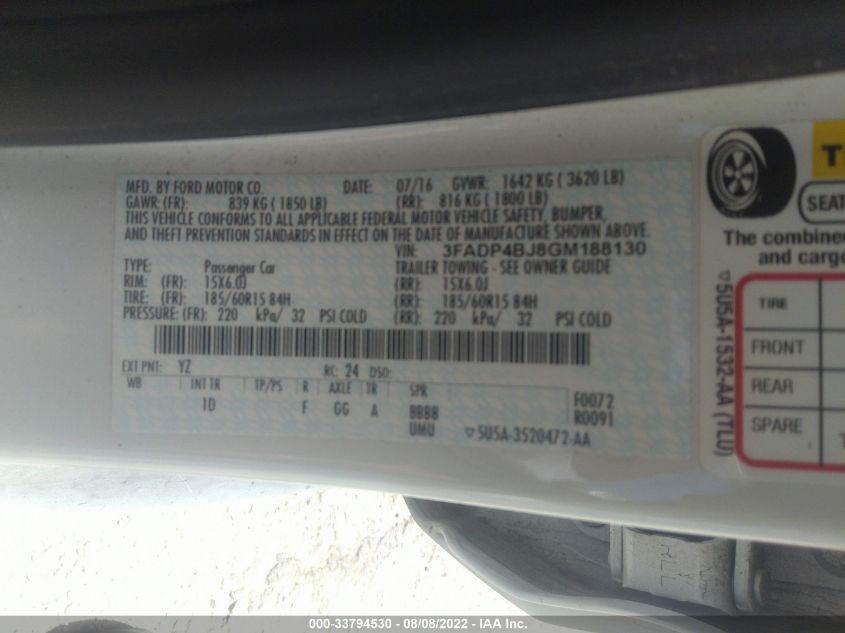 MFD. BY FORD MOTOR CO. DATE: 07/16 GVWR: 1642 KG ( 3620 LB)
GAWR: (FR): 839 KG ( 1850 LB) (RR): 816 KG ( 1800 LB)
THIS VEHICLE CONFORMS TO ALL APPLICABLE FEDERAL MOTOR VEHICLE SAFETY, BUMPER,
AND THEFT PREVENTION STANDARDS IN EFFECT ON THE DATE OF MANUFACTURE SHOWN ABOVE.
VIN: 3FADP4BJ8GM188130
TYPE: Passenger Car TRAILER TOWING - SEE OWNER GUIDE
RIM: (FR): 15X6.0J (RR): 15X6.0J
TIRE: (FR): 185/60R15 84H (RR): 185/60R15 84H
PRESSURE: (FR): 220 kPa/ 32 PSI COLD (RR): 220 kPa/ 32 PSI COLD
EXT PNT: YZ RC: 24 DSO:
WB INT TR TP/PS R AXLE TR SPR
1D F GG A BBBB
UMU
F0072
R0091
▽5U5A-3520472-AA
▽5U5A-1532-AA (TLU)
T
SEAT
The combined
and cargo
TIRE
FRONT
REAR
SPARE
T
RLL
000-33794530 - 08/08/2022 - IAA Inc.